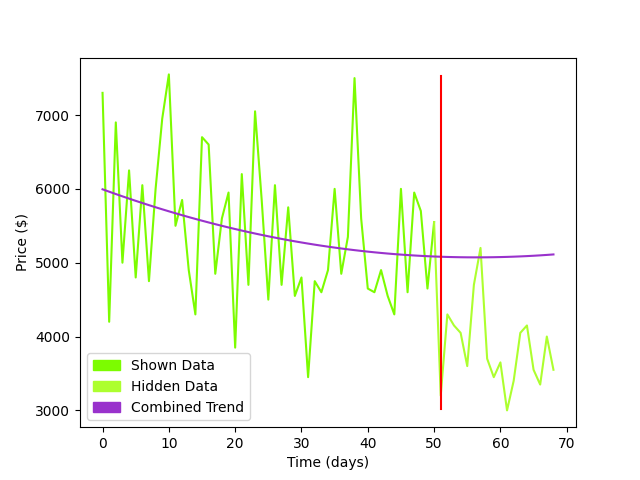 7000
6000
5000
4000
3000
Price ($)
Shown Data
Hidden Data
Combined Trend
0 10 20 30 40 50 60 70
Time (days)